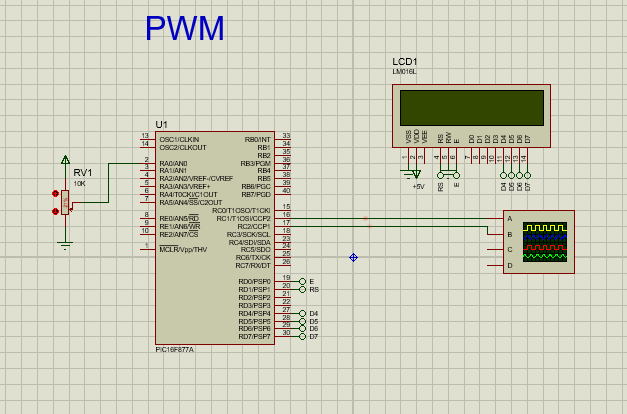 PWM
LCD1
LM016L
VSS
VDD
VEE
RS
RW
E
D0
D1
D2
D3
D4
D5
D6
D7
1
2
3
4
5
6
7
8
9
10
11
12
13
14
+5V
RS
E
D4
D5
D6
D7
U1
13 OSC1/CLKIN RB0/INT 33
14 OSC2/CLKOUT RB1 34
RB2 35
2 RA0/AN0 RB3/PGM 36
3 RA1/AN1 RB4 37
4 RA2/AN2/VREF-/CVREF RB5 38
5 RA3/AN3/VREF+ RB6/PGC 39
6 RA4/T0CKI/C1OUT RB7/PGD 40
7 RA5/AN4/SS/C2OUT
RC0/T1OSO/T1CKI 15
8 RE0/AN5/RD RC1/T1OSI/CCP2 16
9 RE1/AN6/WR RC2/CCP1 17
10 RE2/AN7/CS RC3/SCK/SCL 18
RC4/SDI/SDA 23
1 MCLR/Vpp/THV RC5/SDO 24
RC6/TX/CK 25
RC7/RX/DT 26
RD0/PSP0 19 E
RD1/PSP1 20 RS
RD2/PSP2 21
RD3/PSP3 22
RD4/PSP4 27 D4
RD5/PSP5 28 D5
RD6/PSP6 29 D6
RD7/PSP7 30 D7
PIC16F877A
RV1
10K
A
B
C
D